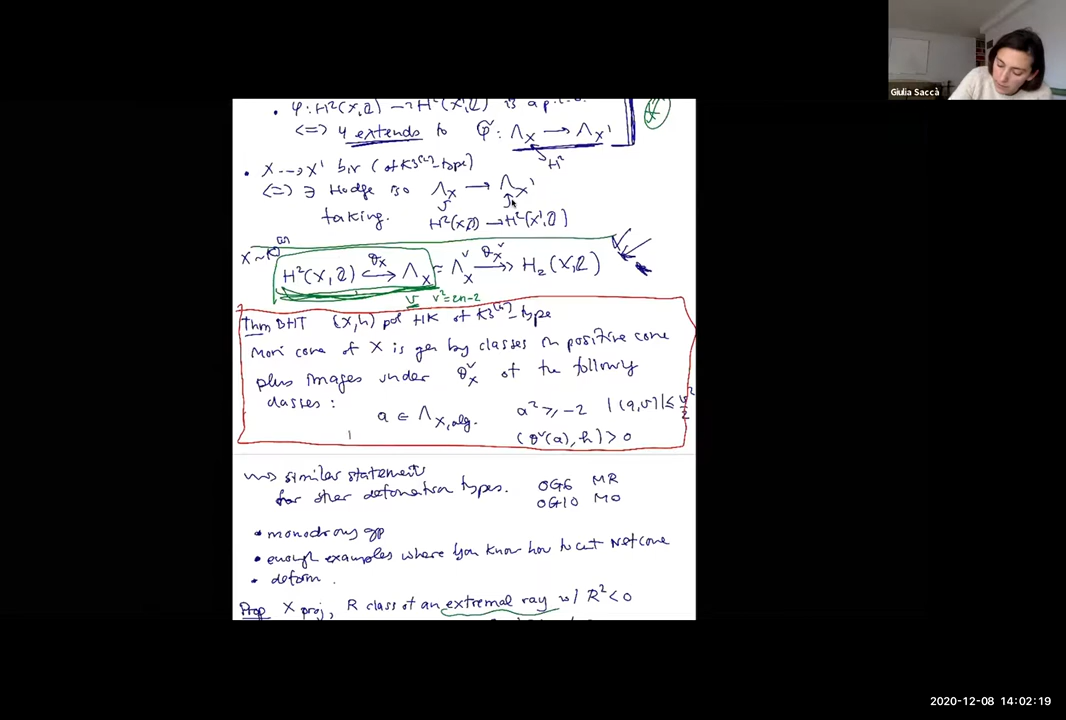 Giulia Saccà
• φ: H²(X,Z) → H²(X',Z) is a p.t.o.
<=> φ extends to φ̃: Λ_X → Λ_X'
H²
• X --> X' bir (of K3^[n]-type)
<=> ∃ Hodge iso Λ_X → Λ_X'
taking H²(X,Z) → H²(X',Z)
H²(X,Z) θ_X Λ_X = Λ_X^∨ θ_X^∨ →> H_2(X,Z)
v v² = 2n-2
Thm BHT (X,h) pol HK of K3^[n]-type
Mori cone of X is gen by classes in positive cone
plus images under θ_X^∨ of the following
classes:
a ∈ Λ_X,alg. a² ≥ -2 |(a,v)| ≤ v²/2
(θ^∨(a), h) > 0
similar statement
for other deformation types. OG6 MR
OG10 MO
• monodromy gp
• enough examples where you know how to cut Nef cone
• deform.
Prop X proj, R class of an extremal ray w/ R² < 0
2020-12-08 14:02:19